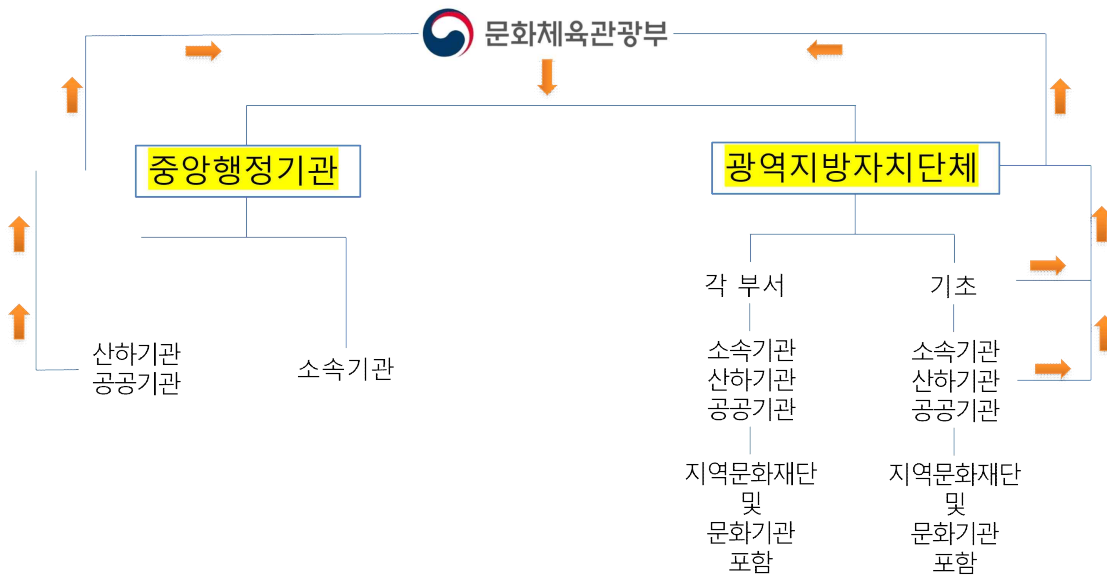 문화체육관광부
중앙행정기관
광역지방자치단체
각 부서
기초
산하기관
공공기관
소속기관
소속기관
산하기관
공공기관
소속기관
산하기관
공공기관
지역문화재단
및
문화기관
포함
지역문화재단
및
문화기관
포함